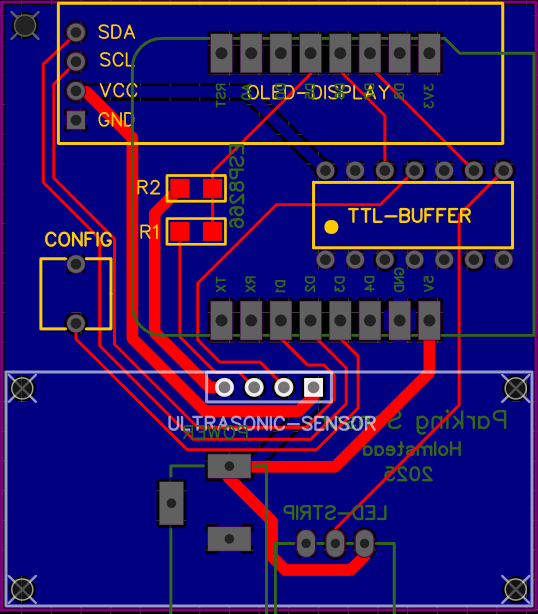 SDA
SCL
VCC
GND
OLED-DISPLAY
RST
3V3
ESP8266
R2
R1
TTL-BUFFER
CONFIG
TX
RX
D1
D2
D3
D4
GND
5V
ULTRASONIC-SENSOR
POWER
Parking S
Holmstead
2025
LED-STRIP